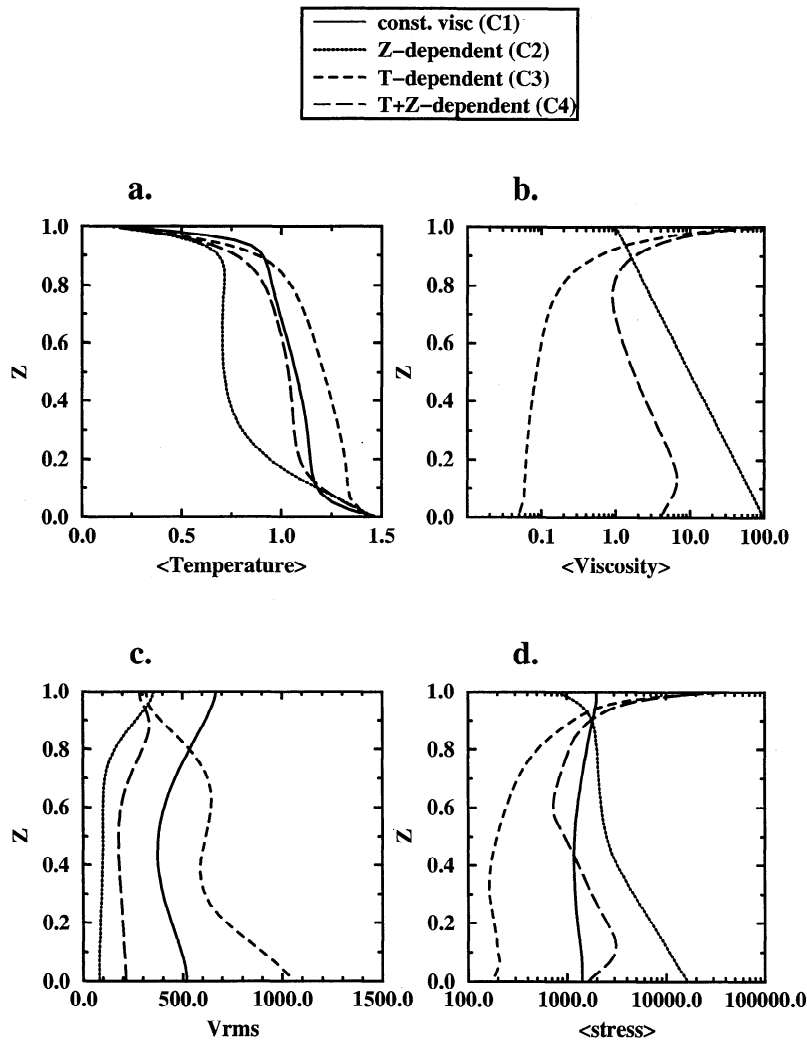 const. visc (C1)
Z−dependent (C2)
T−dependent (C3)
T+Z−dependent (C4)
a.
b.
1.0
0.8
0.6
0.4
0.2
0.0
Z
0.0 0.5 1.0 1.5
<Temperature>
1.0
0.8
0.6
0.4
0.2
0.0
Z
0.1 1.0 10.0 100.0
<Viscosity>
c.
d.
1.0
0.8
0.6
0.4
0.2
0.0
Z
0.0 500.0 1000.0 1500.0
Vrms
1.0
0.8
0.6
0.4
0.2
0.0
Z
100.0 1000.0 10000.0 100000.0
<stress>